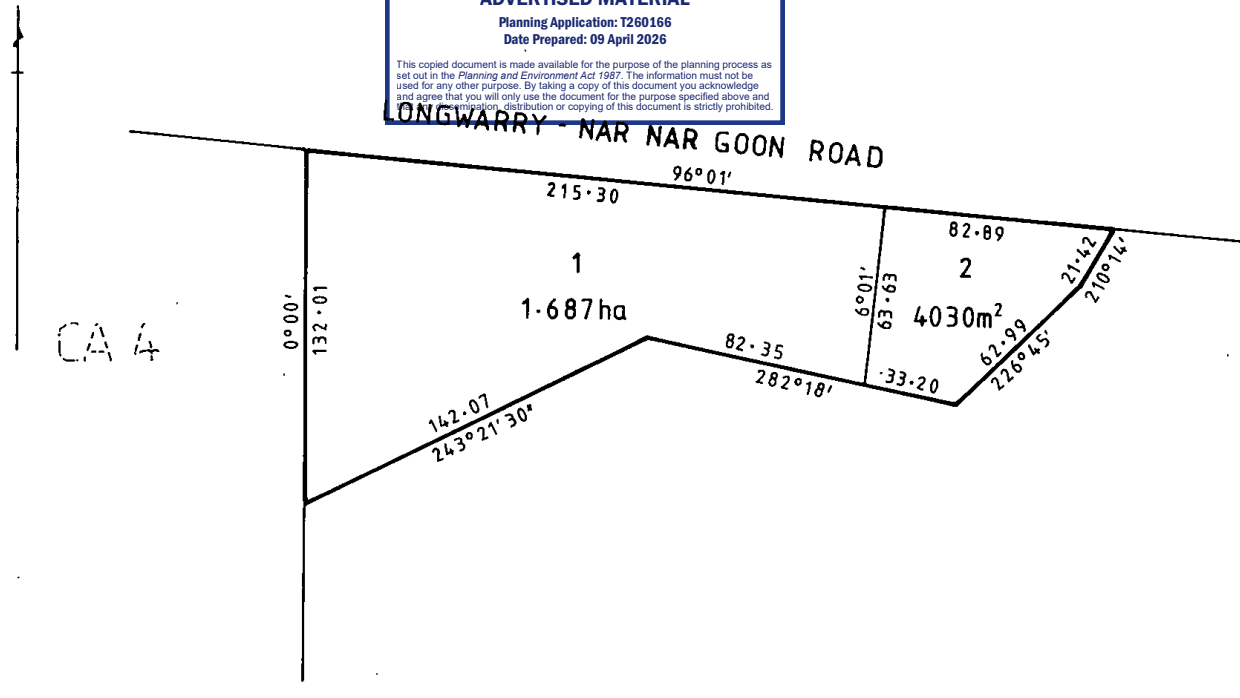 ADVERTISED MATERIAL
Planning Application: T260166
Date Prepared: 09 April 2026
This copied document is made available for the purpose of the planning process as
set out in the Planning and Environment Act 1987. The information must not be
used for any other purpose. By taking a copy of this document you acknowledge
and agree that you will only use the document for the purpose specified above and
that any dissemination, distribution or copying of this document is strictly prohibited.
LONGWARRY - NAR NAR GOON ROAD
96°01'
215·30
82·89
21·42
210°14'
1
1·687ha
2
4030m²
6°01'
63·63
0°00'
132·01
CA 4
82·35
282°18'
·33·20
62·99
226°45'
142·07
243°21'30"